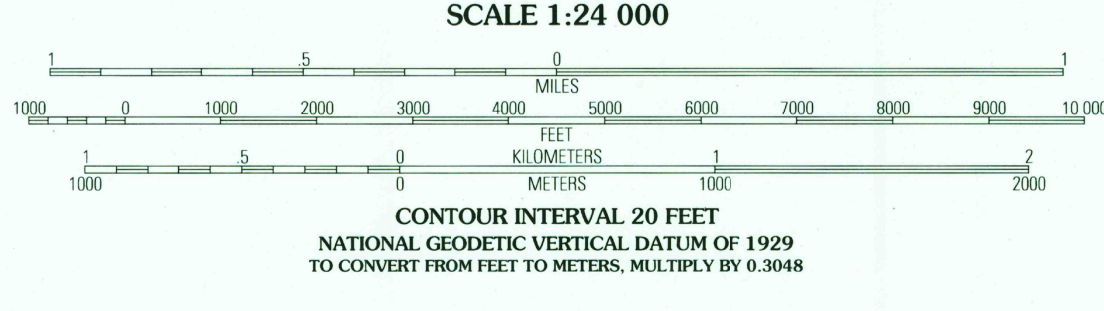 SCALE 1:24 000
1 .5 0 1
MILES
1000 0 1000 2000 3000 4000 5000 6000 7000 8000 9000 10 000
FEET
1 .5 0 KILOMETERS 1 2
1000 0 METERS 1000 2000
CONTOUR INTERVAL 20 FEET
NATIONAL GEODETIC VERTICAL DATUM OF 1929
TO CONVERT FROM FEET TO METERS, MULTIPLY BY 0.3048